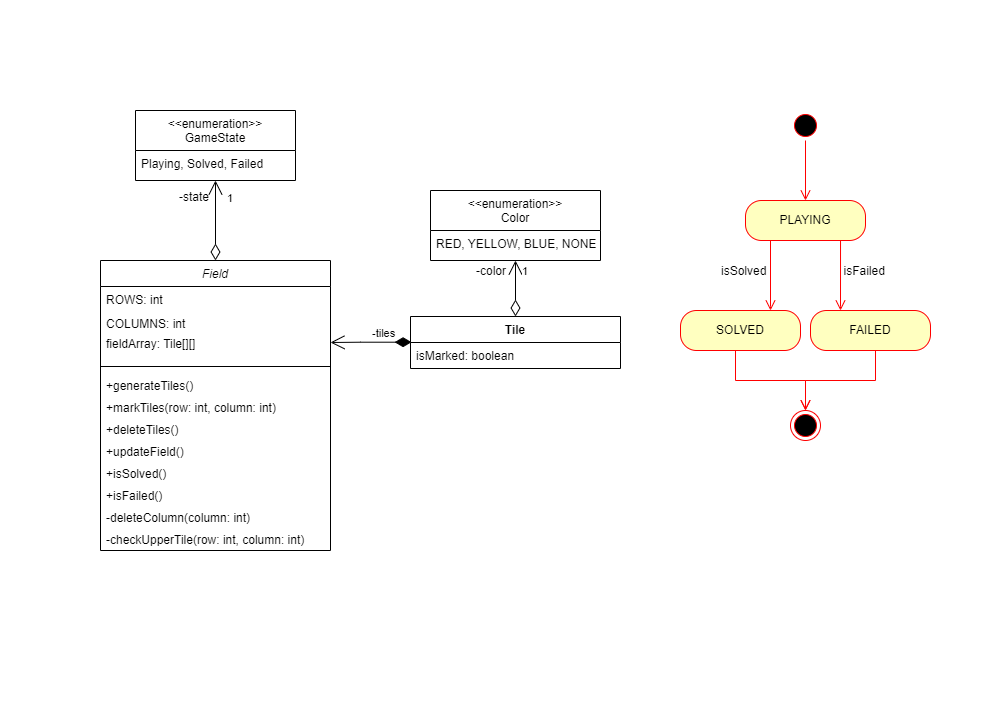 <<enumeration>>
GameState
Playing, Solved, Failed
-state
1
Field
ROWS: int
COLUMNS: int
fieldArray: Tile[][]
+generateTiles()
+markTiles(row: int, column: int)
+deleteTiles()
+updateField()
+isSolved()
+isFailed()
-deleteColumn(column: int)
-checkUpperTile(row: int, column: int)
<<enumeration>>
Color
RED, YELLOW, BLUE, NONE
-color
1
-tiles
Tile
isMarked: boolean
PLAYING
isSolved
isFailed
SOLVED
FAILED